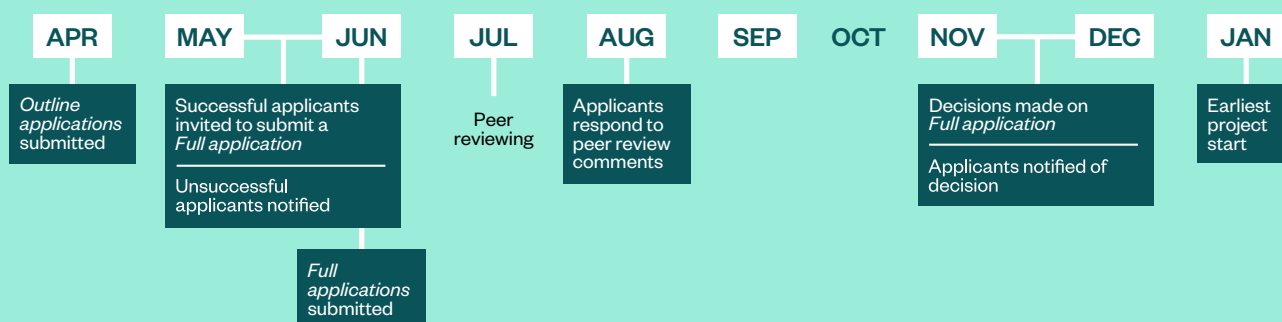 APR
MAY
JUN
JUL
AUG
SEP
OCT
NOV
DEC
JAN
Outline
applications
submitted
Successful applicants
invited to submit a
Full application
Unsuccessful
applicants notified
Full
applications
submitted
Peer
reviewing
Applicants
respond to
peer review
comments
Decisions made on
Full application
Applicants notified of
decision
Earliest
project
start